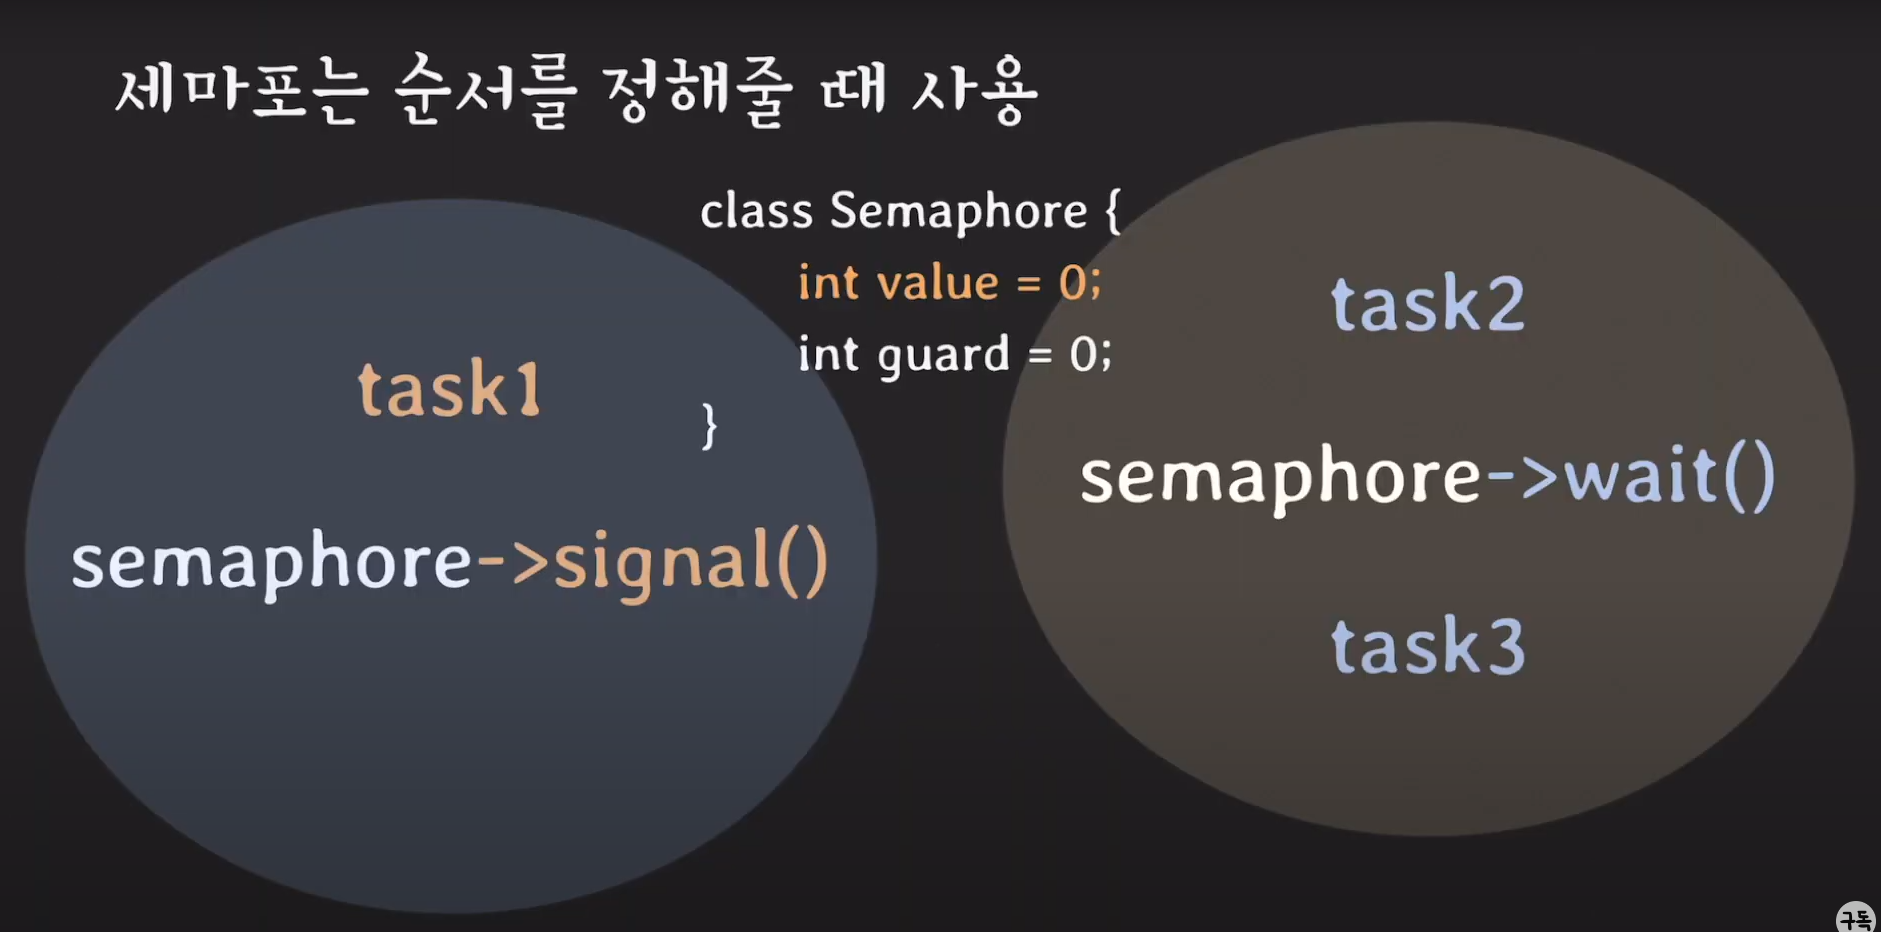 세마포는 순서를 정해줄 때 사용
class Semaphore {
int value = 0;
int guard = 0;
}
task1
semaphore->signal()
task2
semaphore->wait()
task3
구독